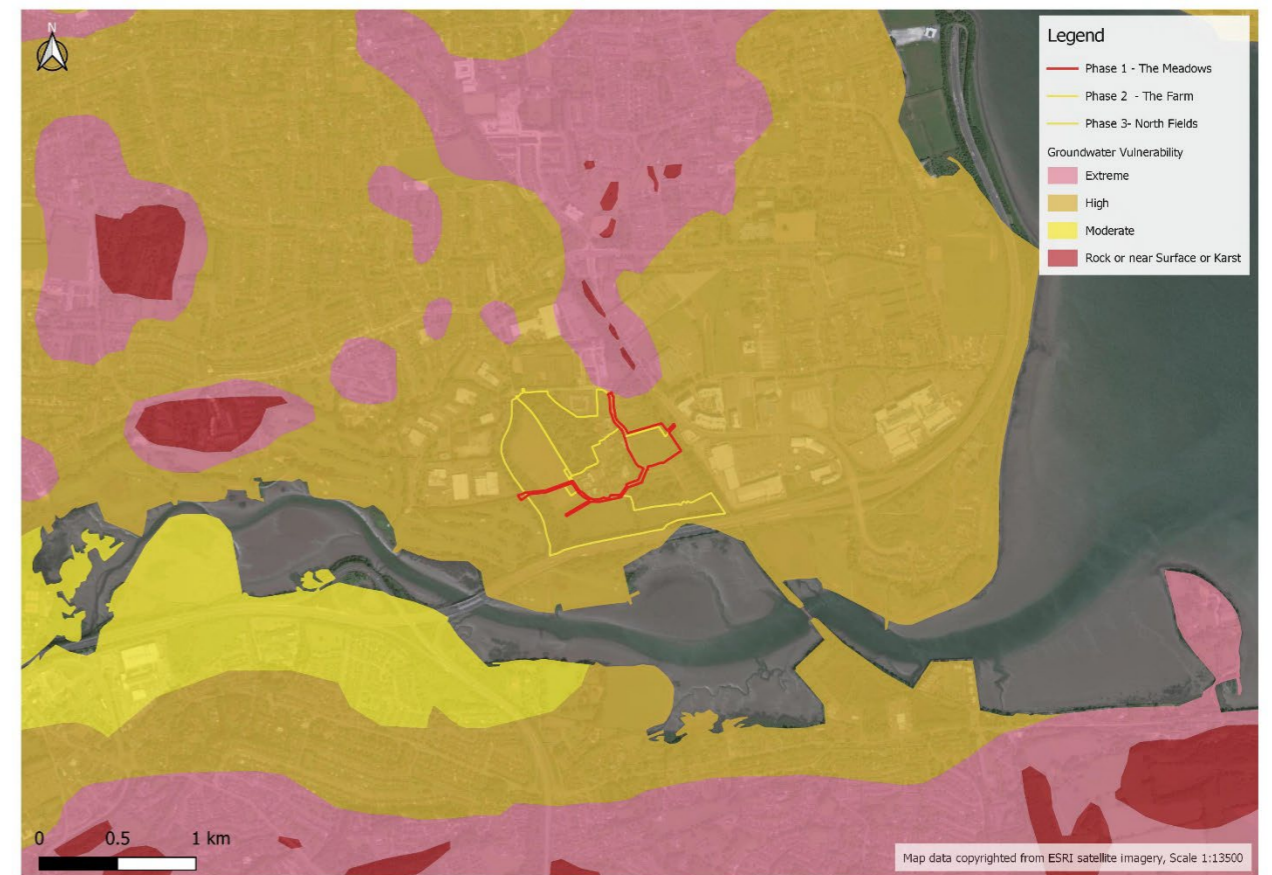 N
Legend
Phase 1 - The Meadows
Phase 2 - The Farm
Phase 3- North Fields
Groundwater Vulnerability
Extreme
High
Moderate
Rock or near Surface or Karst
0 0.5 1 km
Map data copyrighted from ESRI satellite imagery, Scale 1:13500